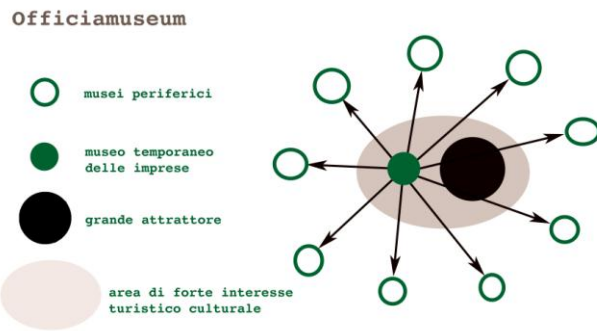 Officiamuseum
musei periferici
museo temporaneo
delle imprese
grande attrattore
area di forte interesse
turistico culturale